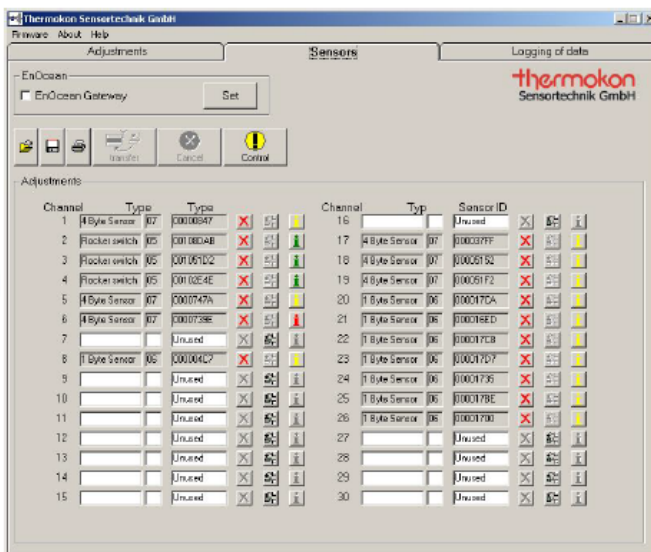 Thermokon Sensortechnik GmbH
Firmware About Help
Adjustments Sensors Logging of data
EnOcean
EnOcean Gateway Set
thermokon
Sensortechnik GmbH
transfer Cancel Control
Adjustments
Channel Type Type Channel Typ Sensor ID
1 4 Byte Sensor 07 00000847 16 Unused
2 Rocker switch 05 00108DAB 17 4 Byte Sensor 07 000037FF
3 Rocker switch 05 001051D2 18 4 Byte Sensor 07 00005152
4 Rocker switch 05 00102E4E 19 4 Byte Sensor 07 000051F2
5 4 Byte Sensor 07 0000747A 20 1 Byte Sensor 06 000017CA
6 4 Byte Sensor 07 0000739E 21 1 Byte Sensor 06 000016ED
7 Unused 22 1 Byte Sensor 06 000017CB
8 1 Byte Sensor 06 000004C7 23 1 Byte Sensor 06 000017D7
9 Unused 24 1 Byte Sensor 06 00001735
10 Unused 25 1 Byte Sensor 06 000017BE
11 Unused 26 1 Byte Sensor 06 00001700
12 Unused 27 Unused
13 Unused 28 Unused
14 Unused 29 Unused
15 Unused 30 Unused